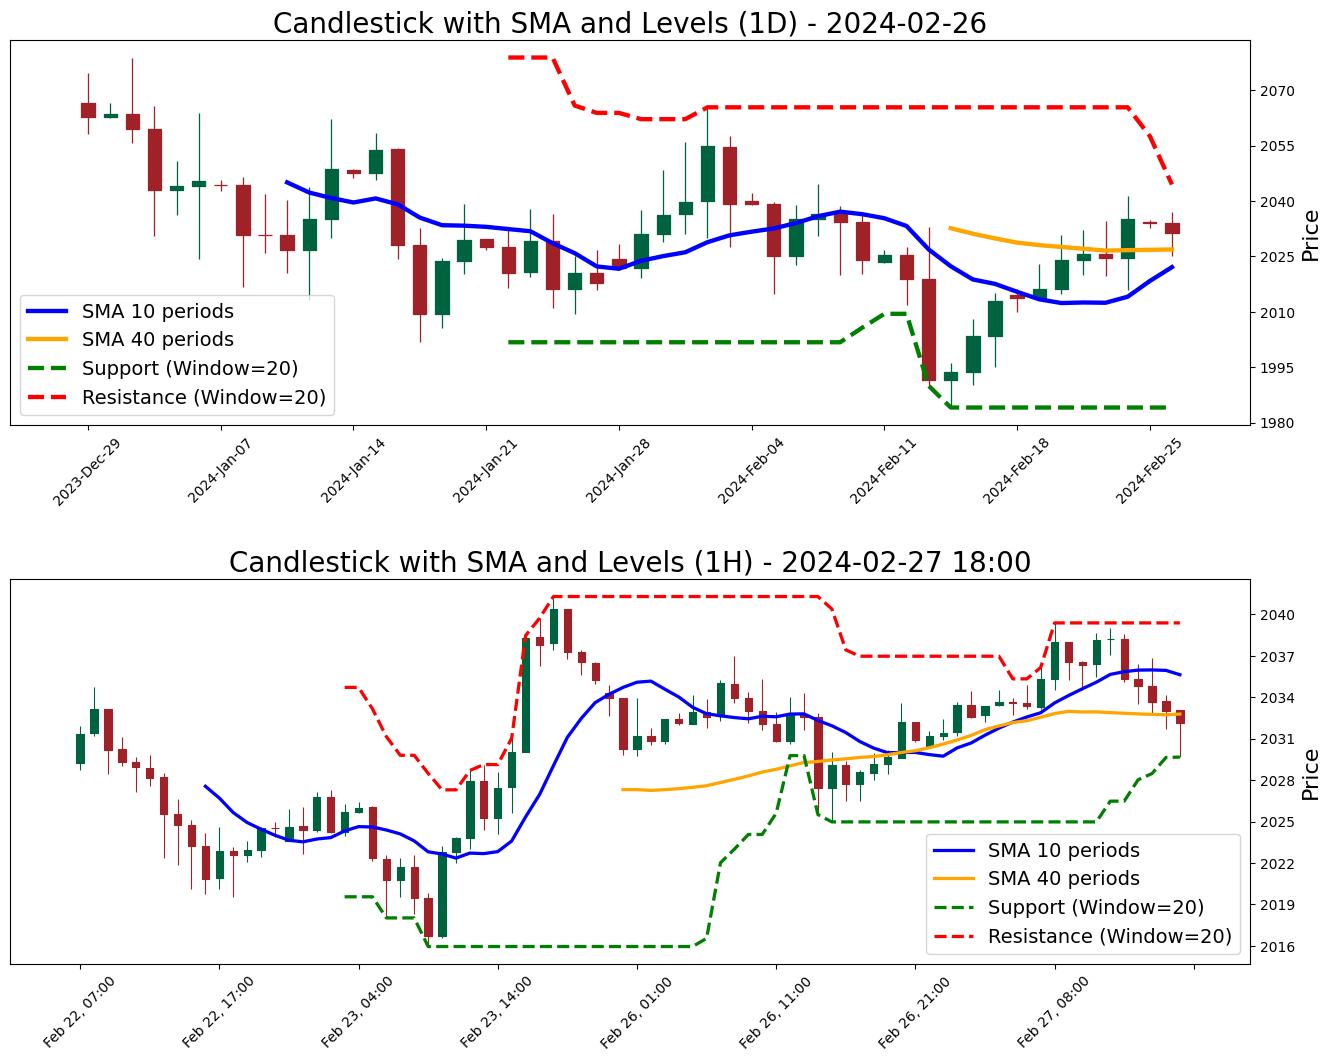 Candlestick with SMA and Levels (1D) - 2024-02-26
2070
2055
2040
2025
2010
1995
1980
Price
SMA 10 periods
SMA 40 periods
Support (Window=20)
Resistance (Window=20)
2023-Dec-29
2024-Jan-07
2024-Jan-14
2024-Jan-21
2024-Jan-28
2024-Feb-04
2024-Feb-11
2024-Feb-18
2024-Feb-25
Candlestick with SMA and Levels (1H) - 2024-02-27 18:00
2040
2037
2034
2031
2028
2025
2022
2019
2016
Price
SMA 10 periods
SMA 40 periods
Support (Window=20)
Resistance (Window=20)
Feb 22, 07:00
Feb 22, 17:00
Feb 23, 04:00
Feb 23, 14:00
Feb 26, 01:00
Feb 26, 11:00
Feb 26, 21:00
Feb 27, 08:00